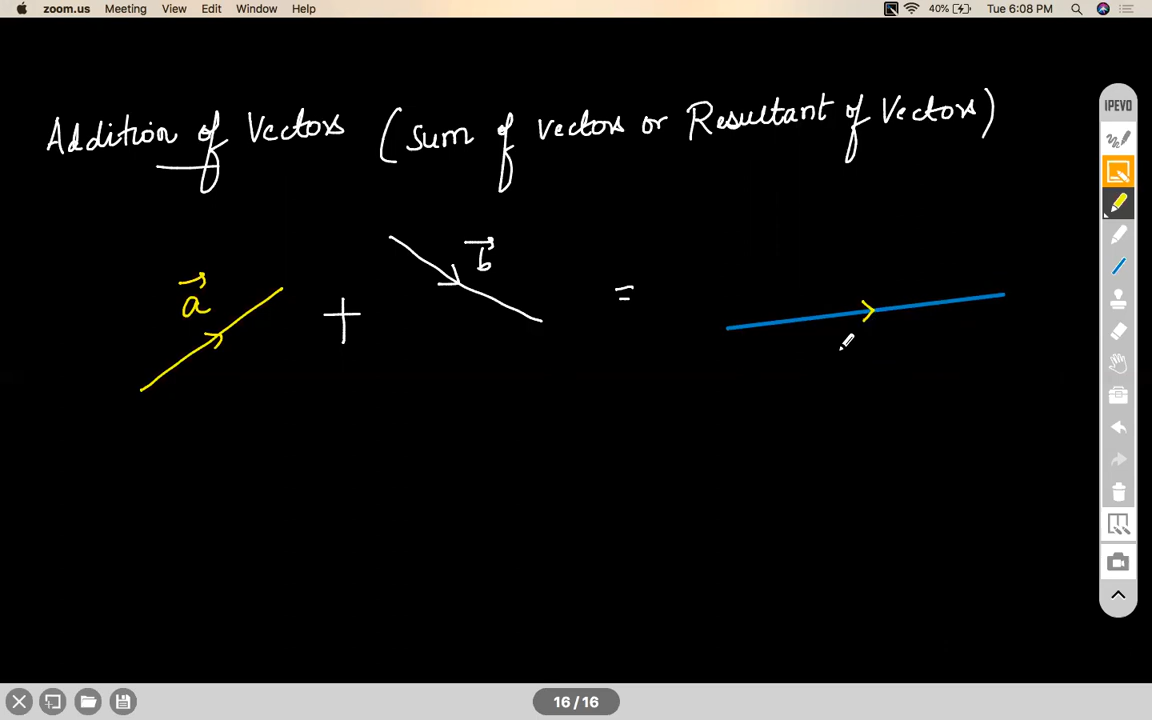 zoom.us Meeting View Edit Window Help 40% Tue 6:08 PM
Addition of Vectors (Sum of vectors or Resultant of Vectors)
IPEVO
a⃗ + b⃗ =
16 / 16